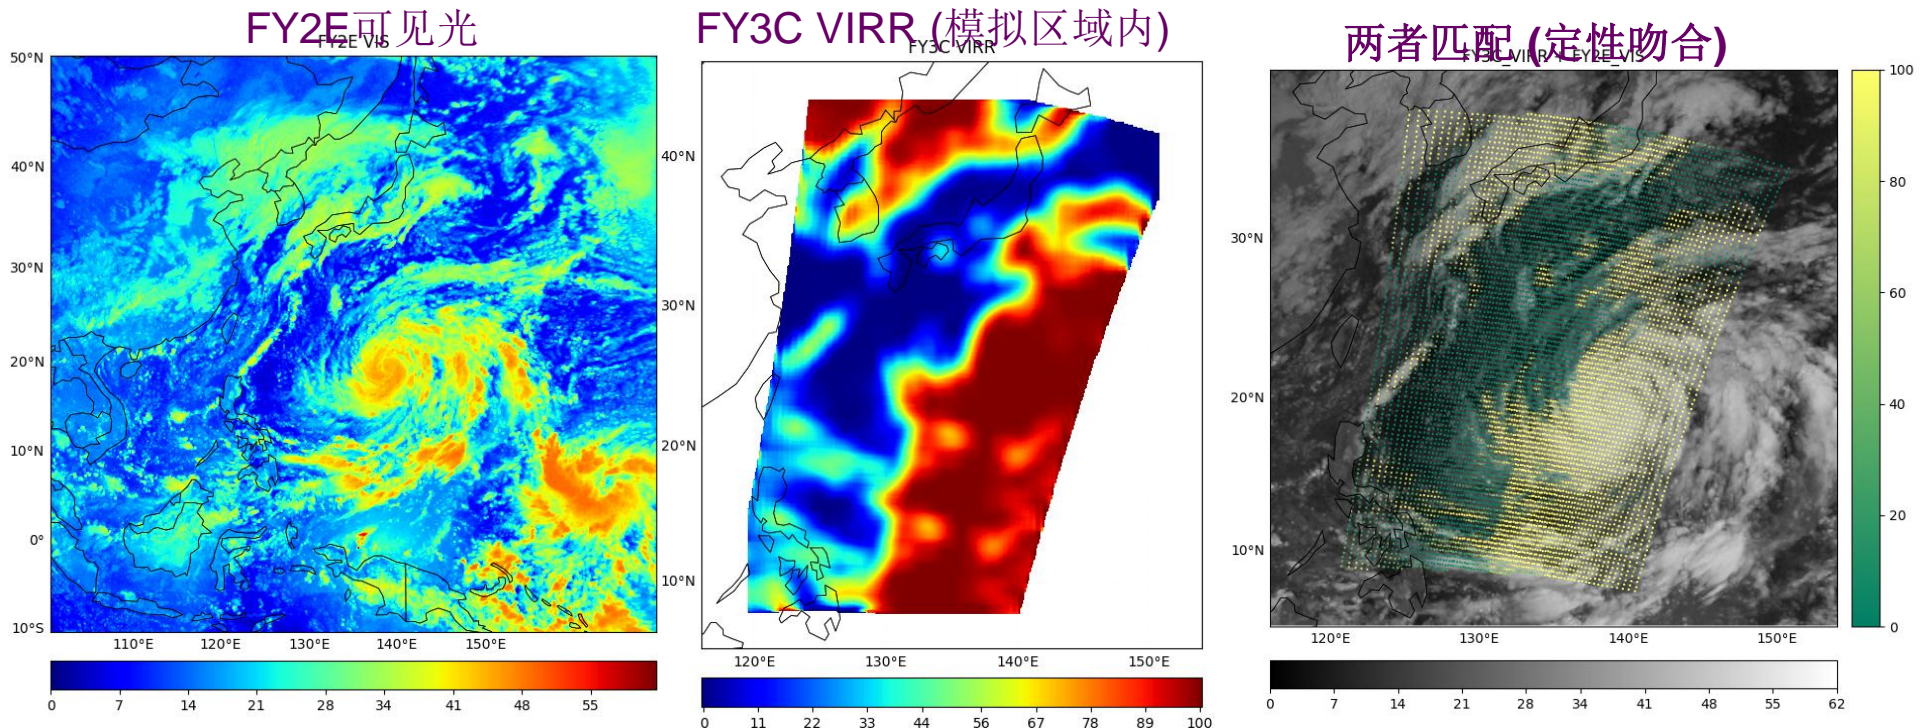 FY2E可见光
FY2E VIS
50°N
40°N
30°N
20°N
10°N
0°
10°S
110°E 120°E 130°E 140°E 150°E
0 7 14 21 28 34 41 48 55
FY3C VIRR (模拟区域内)
FY3C VIRR
40°N
30°N
20°N
10°N
120°E 130°E 140°E 150°E
0 11 22 33 44 56 67 78 89 100
两者匹配 (定性吻合)
FY3C_VIRR + FY2E_VIS
30°N
20°N
10°N
120°E 130°E 140°E 150°E
0 7 14 21 28 34 41 48 55 62
100
80
60
40
20
0